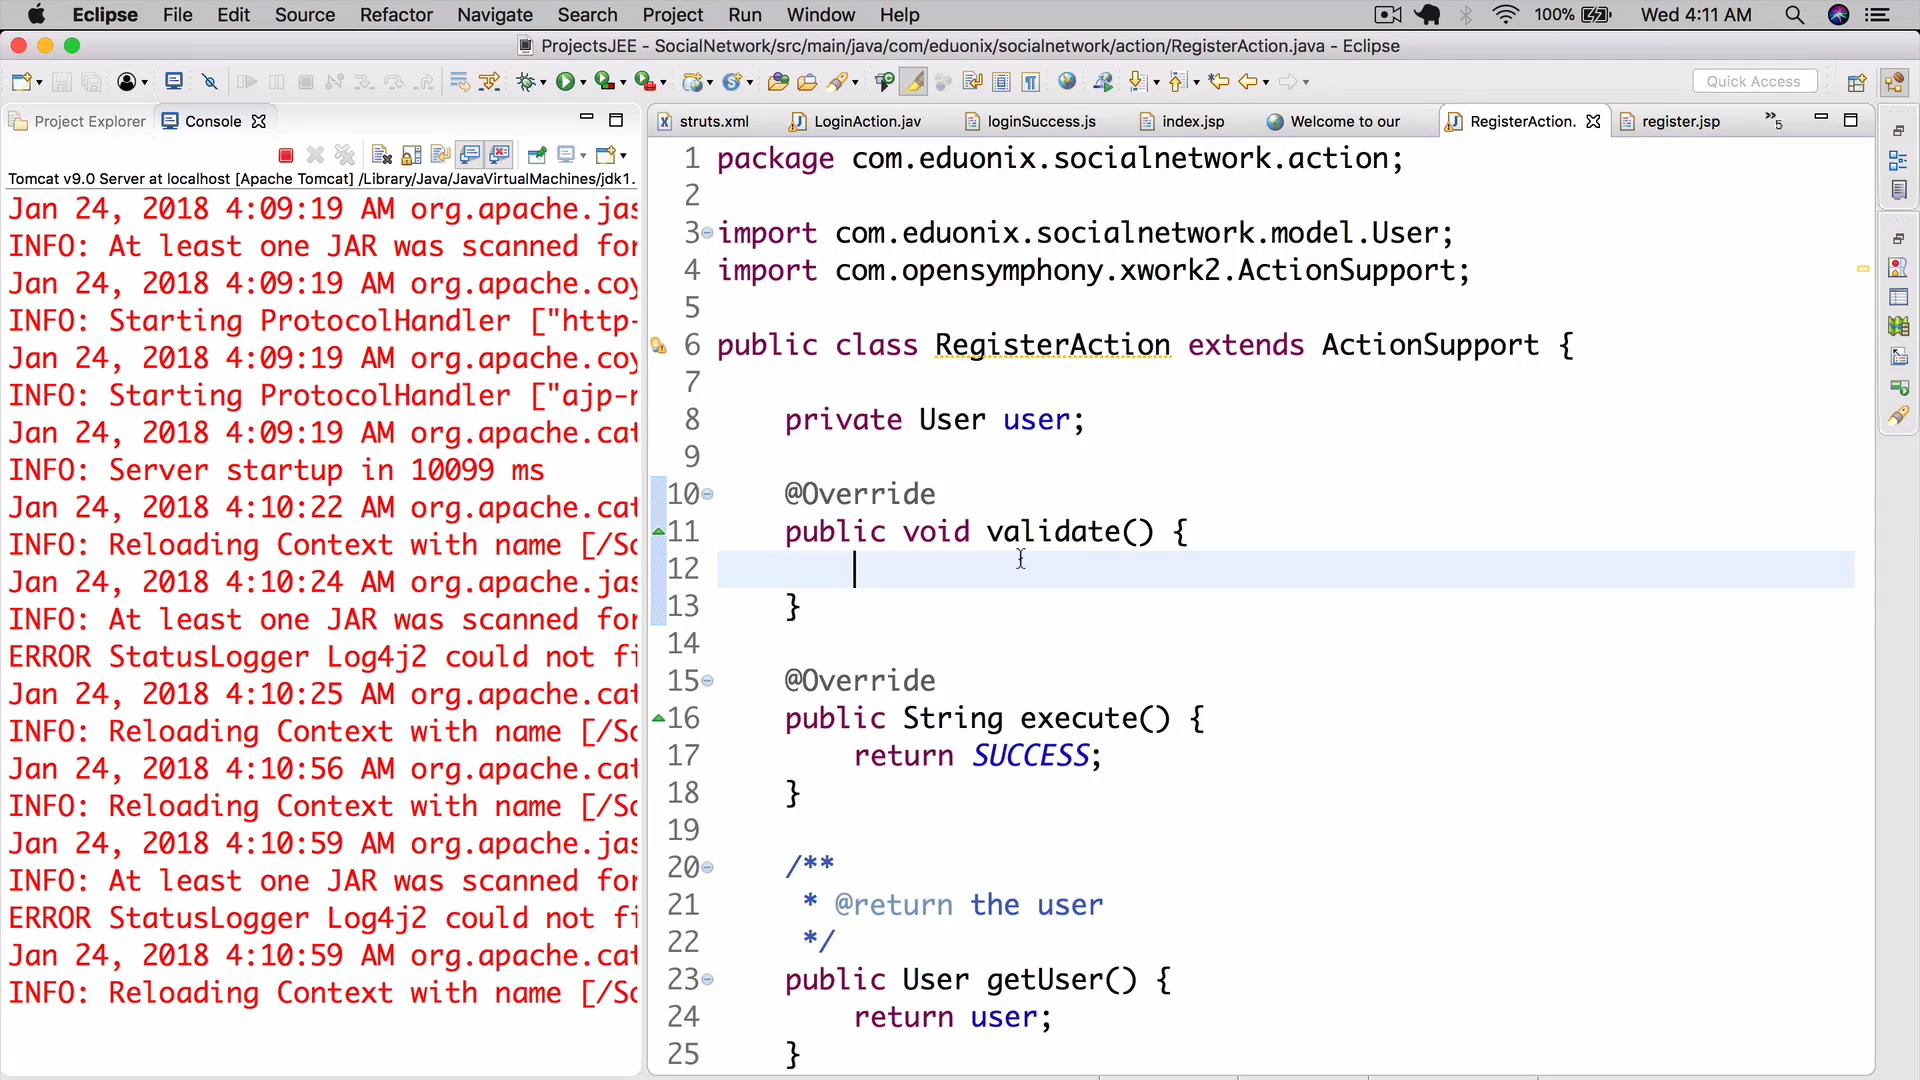 Eclipse File Edit Source Refactor Navigate Search Project Run Window Help 100% Wed 4:11 AM
ProjectsJEE - SocialNetwork/src/main/java/com/eduonix/socialnetwork/action/RegisterAction.java - Eclipse
Quick Access
Project Explorer Console
struts.xml LoginAction.jav loginSuccess.js index.jsp Welcome to our RegisterAction. register.jsp »5
Tomcat v9.0 Server at localhost [Apache Tomcat] /Library/Java/JavaVirtualMachines/jdk1.
Jan 24, 2018 4:09:19 AM org.apache.jas
INFO: At least one JAR was scanned for
Jan 24, 2018 4:09:19 AM org.apache.coy
INFO: Starting ProtocolHandler ["http-
Jan 24, 2018 4:09:19 AM org.apache.coy
INFO: Starting ProtocolHandler ["ajp-n
Jan 24, 2018 4:09:19 AM org.apache.cat
INFO: Server startup in 10099 ms
Jan 24, 2018 4:10:22 AM org.apache.cat
INFO: Reloading Context with name [/So
Jan 24, 2018 4:10:24 AM org.apache.jas
INFO: At least one JAR was scanned for
ERROR StatusLogger Log4j2 could not fi
Jan 24, 2018 4:10:25 AM org.apache.cat
INFO: Reloading Context with name [/So
Jan 24, 2018 4:10:56 AM org.apache.cat
INFO: Reloading Context with name [/So
Jan 24, 2018 4:10:59 AM org.apache.jas
INFO: At least one JAR was scanned for
ERROR StatusLogger Log4j2 could not fi
Jan 24, 2018 4:10:59 AM org.apache.cat
INFO: Reloading Context with name [/So
1 package com.eduonix.socialnetwork.action;
2
3 import com.eduonix.socialnetwork.model.User;
4 import com.opensymphony.xwork2.ActionSupport;
5
6 public class RegisterAction extends ActionSupport {
7
8 private User user;
9
10 @Override
11 public void validate() {
12
13 }
14
15 @Override
16 public String execute() {
17 return SUCCESS;
18 }
19
20 /**
21 * @return the user
22 */
23 public User getUser() {
24 return user;
25 }